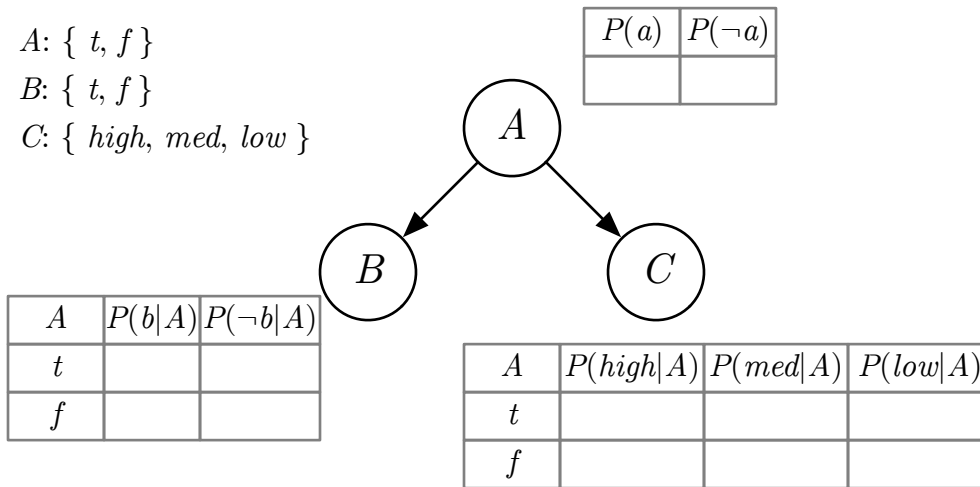 A: { t, f }
B: { t, f }
C: { high, med, low }
P(a) P(¬a)
A
B
C
A P(b|A) P(¬b|A)
t
f
A P(high|A) P(med|A) P(low|A)
t
f